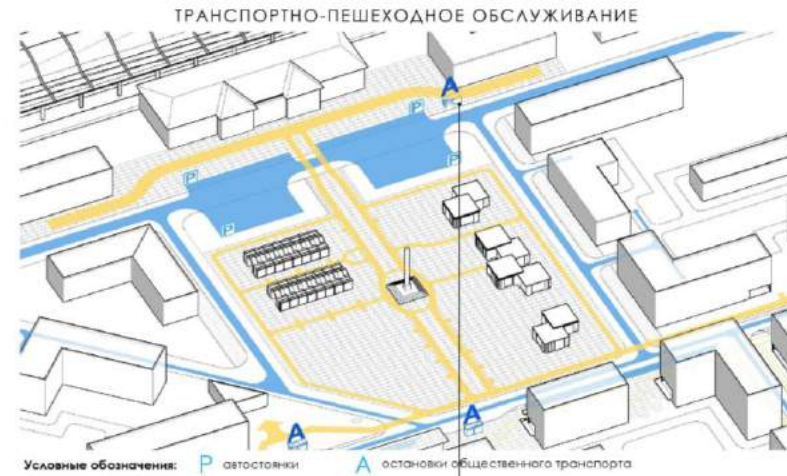 ТРАНСПОРТНО-ПЕШЕХОДНОЕ ОБСЛУЖИВАНИЕ
А
Р
Р
Р
Р
А
А
Условные обозначения: Р автостоянки А остановки общественного транспорта